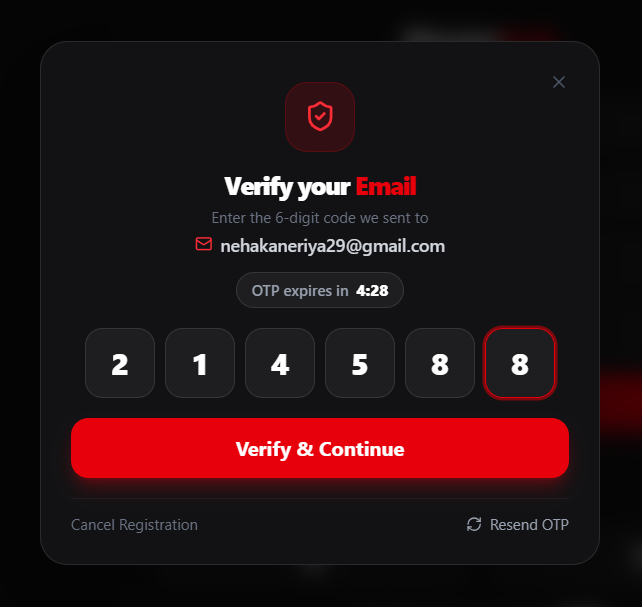 Verify your Email
Enter the 6-digit code we sent to
nehakaneriya29@gmail.com
OTP expires in 4:28
2 1 4 5 8 8
Verify & Continue
Cancel Registration
Resend OTP